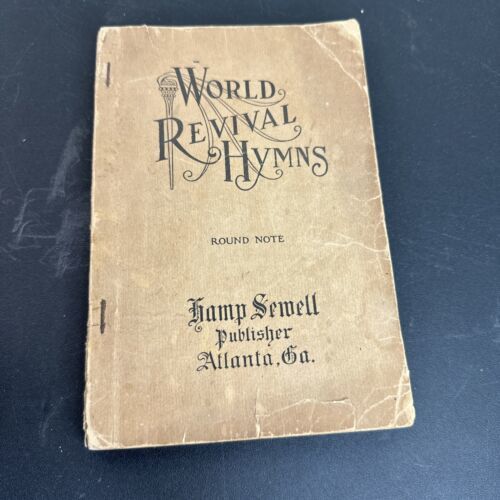 WORLD
REVIVAL
HYMNS
ROUND NOTE
Hamp Sewell
Publisher
Atlanta, Ga.